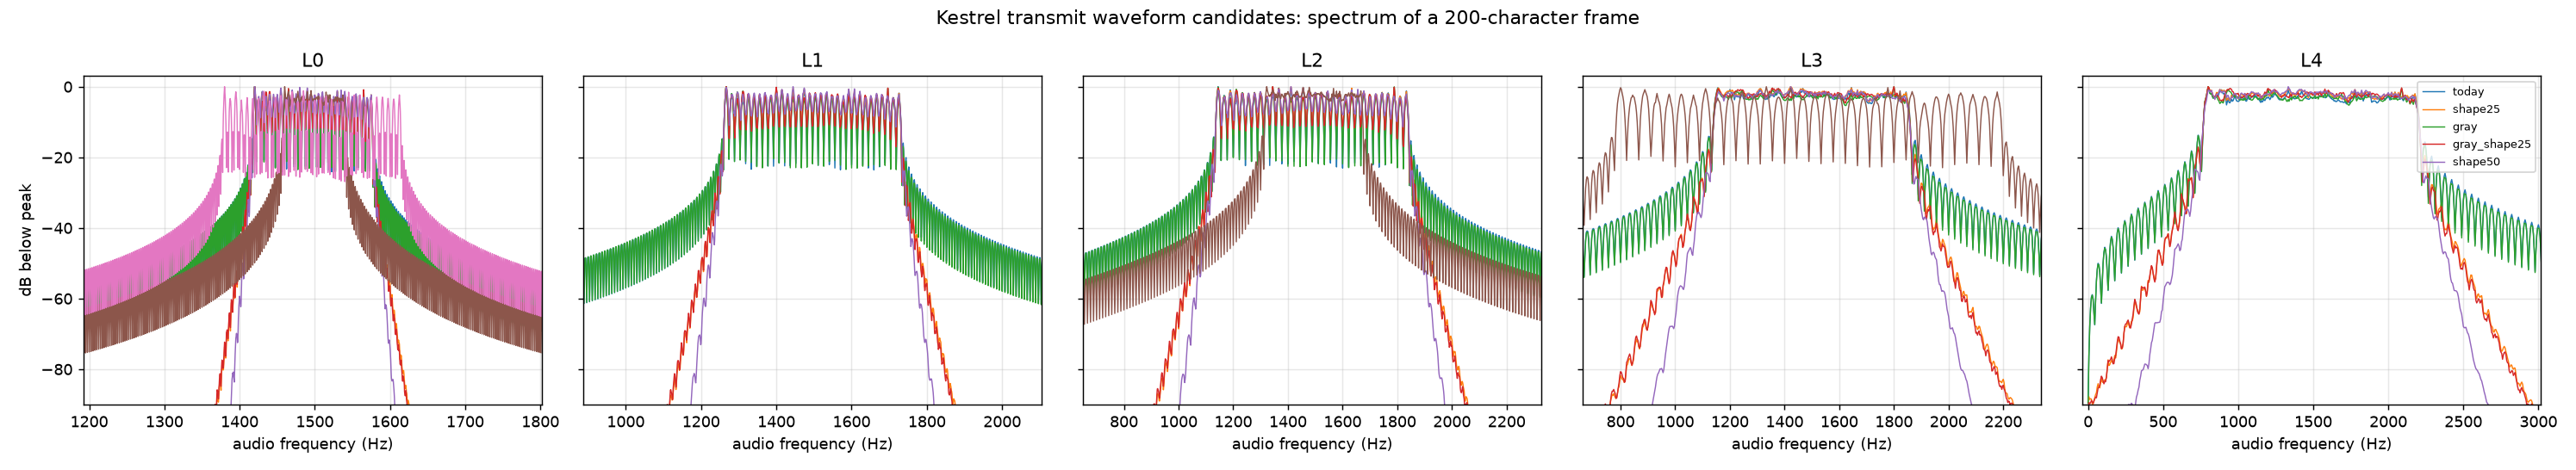 Kestrel transmit waveform candidates: spectrum of a 200-character frame
L0
L1
L2
L3
L4
dB below peak
0
−20
−40
−60
−80
today
shape25
gray
gray_shape25
shape50
1200 1300 1400 1500 1600 1700 1800
1000 1200 1400 1600 1800 2000
800 1000 1200 1400 1600 1800 2000 2200
800 1000 1200 1400 1600 1800 2000 2200
0 500 1000 1500 2000 2500 3000
audio frequency (Hz)
audio frequency (Hz)
audio frequency (Hz)
audio frequency (Hz)
audio frequency (Hz)